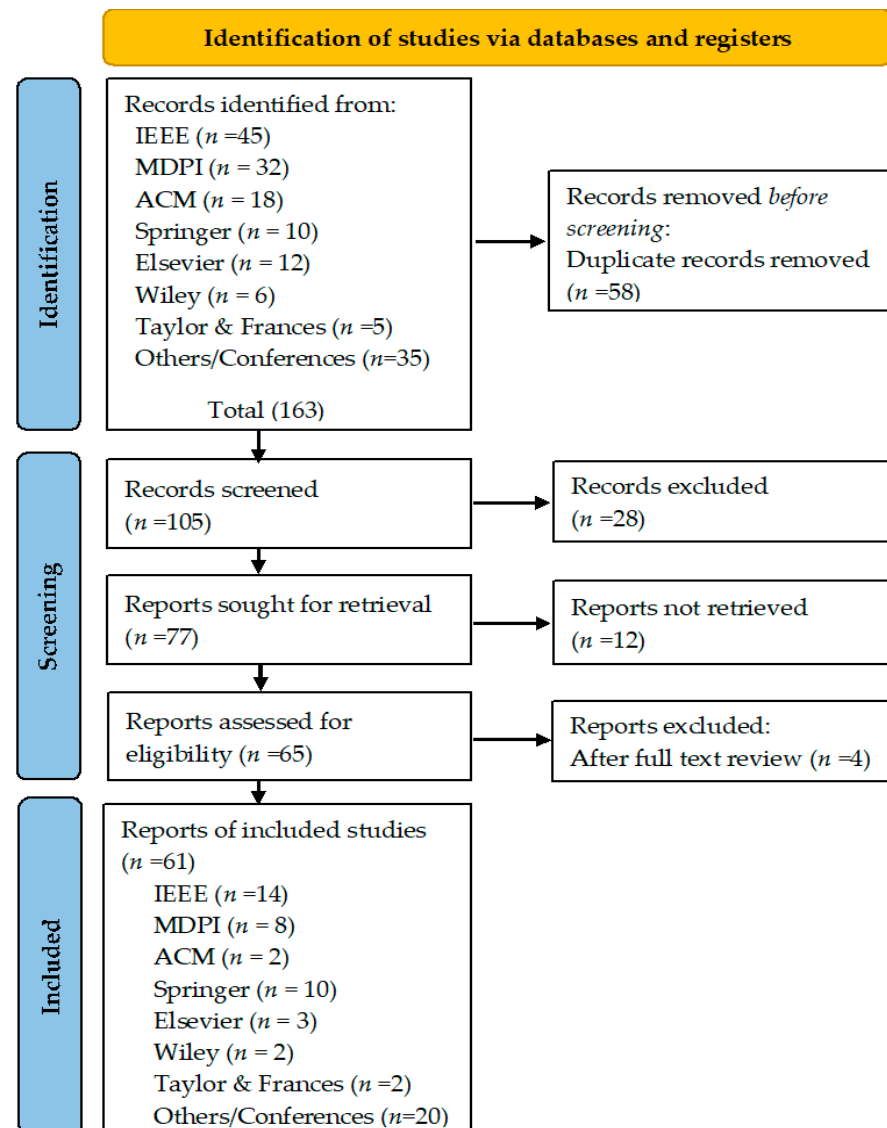 Identification of studies via databases and registers
Identification
Records identified from:
IEEE (n =45)
MDPI (n = 32)
ACM (n = 18)
Springer (n = 10)
Elsevier (n = 12)
Wiley (n = 6)
Taylor & Frances (n =5)
Others/Conferences (n=35)
Total (163)
Records removed before
screening:
Duplicate records removed
(n =58)
Screening
Records screened
(n =105)
Records excluded
(n =28)
Reports sought for retrieval
(n =77)
Reports not retrieved
(n =12)
Reports assessed for
eligibility (n =65)
Reports excluded:
After full text review (n =4)
Included
Reports of included studies
(n =61)
IEEE (n =14)
MDPI (n = 8)
ACM (n = 2)
Springer (n = 10)
Elsevier (n = 3)
Wiley (n = 2)
Taylor & Frances (n =2)
Others/Conferences (n=20)